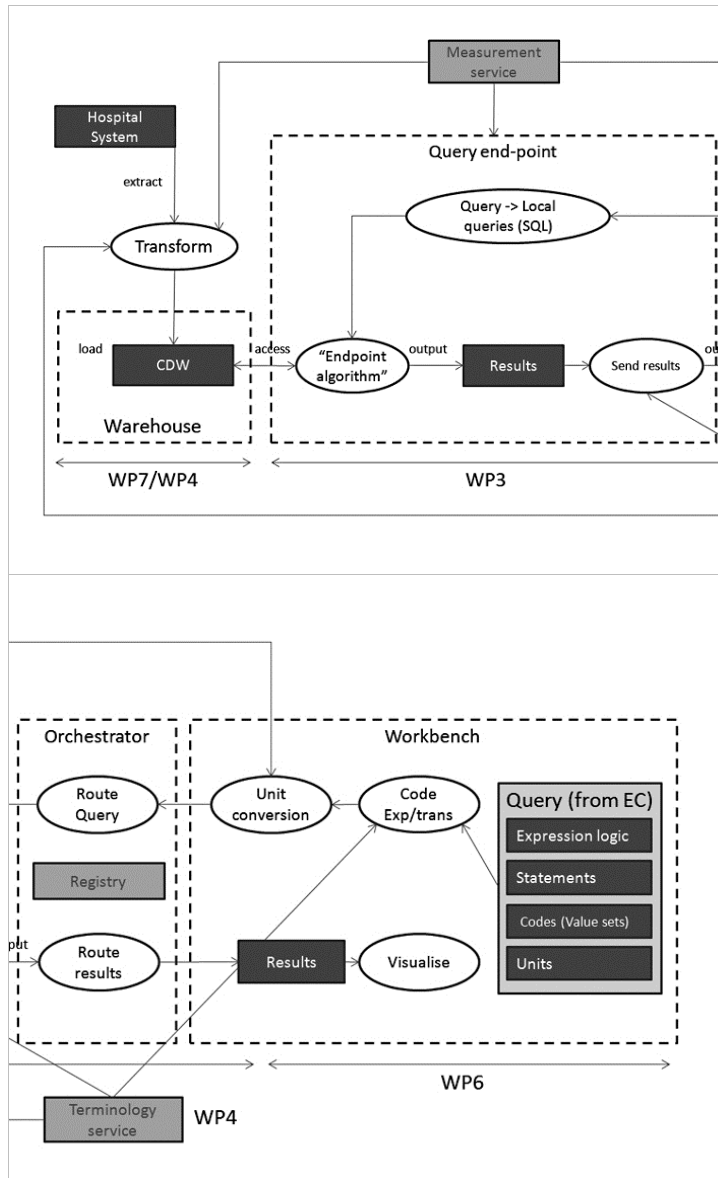 Measurement
service
Hospital
System
Query end-point
extract
Query -> Local
queries (SQL)
Transform
load
CDW
access
“Endpoint
algorithm”
output
Results
Send results
ou
Warehouse
WP7/WP4
WP3
Orchestrator
Workbench
Route
Query
Unit
conversion
Code
Exp/trans
Query (from EC)
Expression logic
Registry
Statements
Codes (Value sets)
put
Route
results
Results
Visualise
Units
WP6
Terminology
service
WP4